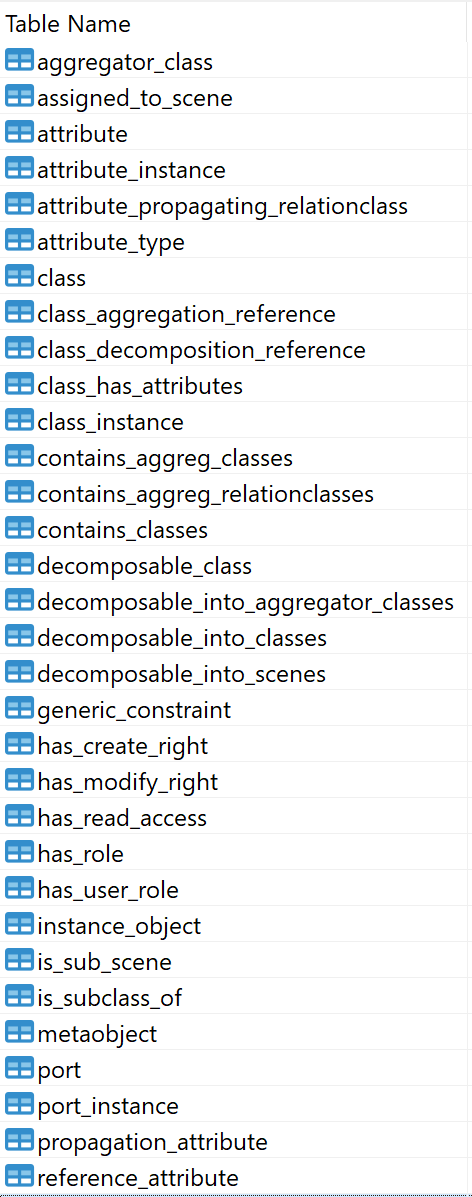 Table Name
aggregator_class
assigned_to_scene
attribute
attribute_instance
attribute_propagating_relationclass
attribute_type
class
class_aggregation_reference
class_decomposition_reference
class_has_attributes
class_instance
contains_aggreg_classes
contains_aggreg_relationclasses
contains_classes
decomposable_class
decomposable_into_aggregator_classes
decomposable_into_classes
decomposable_into_scenes
generic_constraint
has_create_right
has_modify_right
has_read_access
has_role
has_user_role
instance_object
is_sub_scene
is_subclass_of
metaobject
port
port_instance
propagation_attribute
reference_attribute